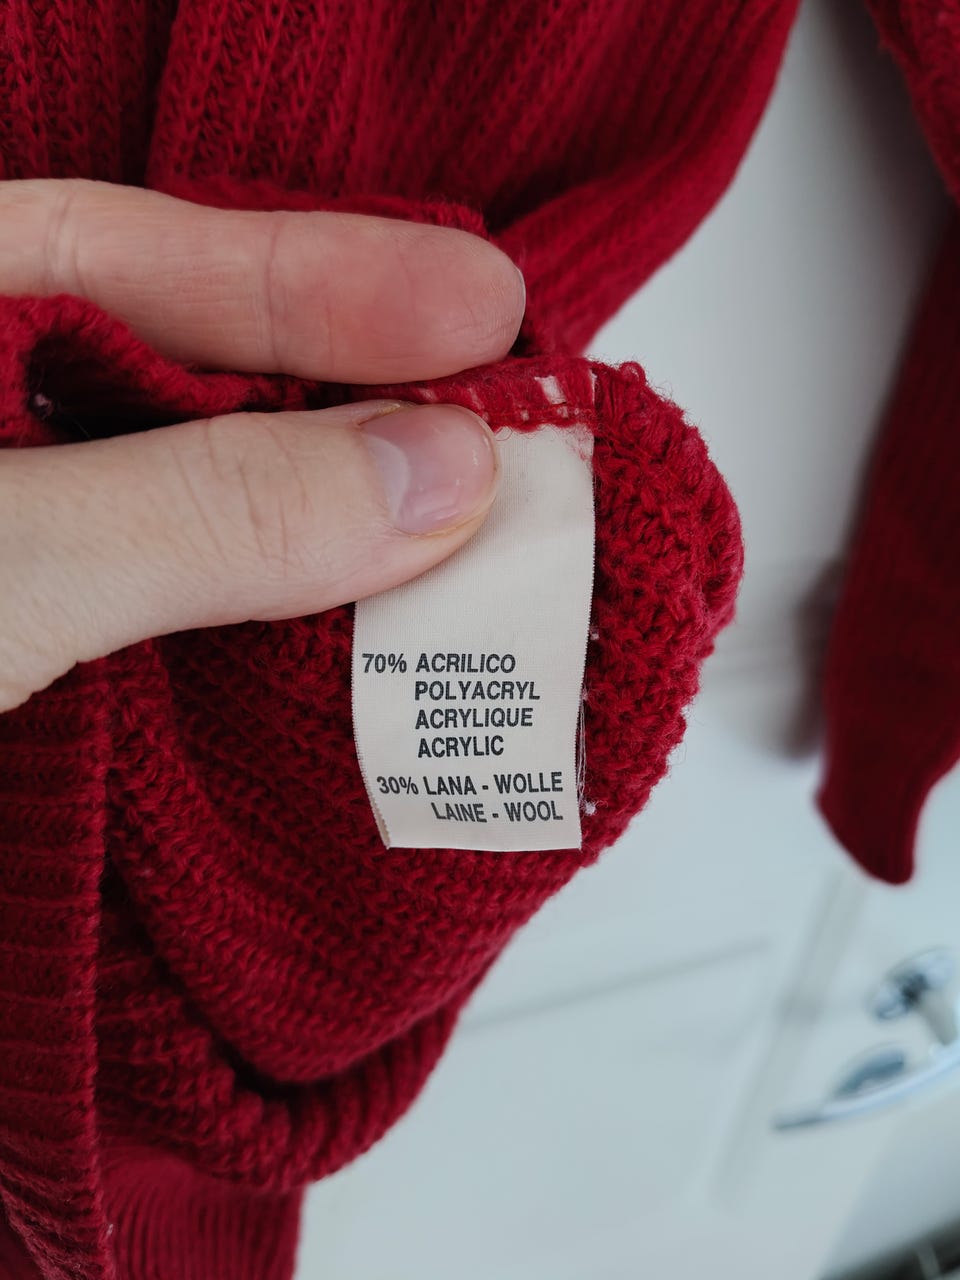 70% ACRILICO
POLYACRYL
ACRYLIQUE
ACRYLIC
30% LANA - WOLLE
LAINE - WOOL